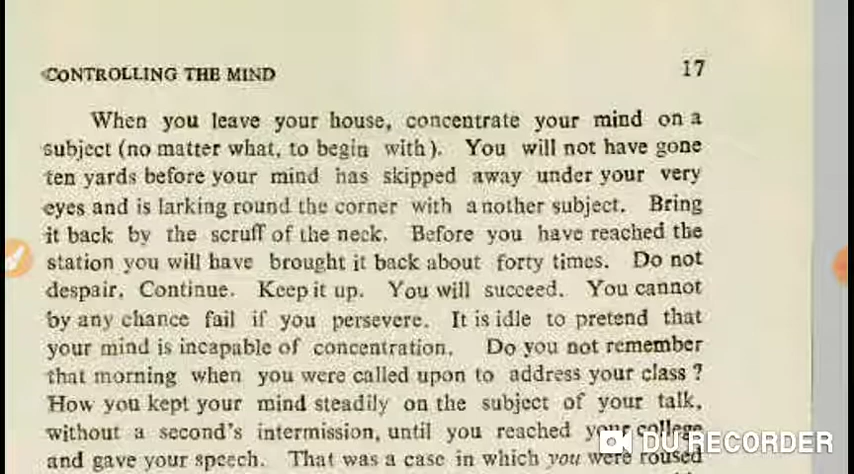 CONTROLLING THE MIND 17
When you leave your house, concentrate your mind on a
subject (no matter what, to begin with). You will not have gone
ten yards before your mind has skipped away under your very
eyes and is larking round the corner with another subject. Bring
it back by the scruff of the neck. Before you have reached the
station you will have brought it back about forty times. Do not
despair. Continue. Keep it up. You will succeed. You cannot
by any chance fail if you persevere. It is idle to pretend that
your mind is incapable of concentration. Do you not remember
that morning when you were called upon to address your class ?
How you kept your mind steadily on the subject of your talk,
without a second's intermission, until you reached your college
and gave your speech. That was a case in which you were roused
DU RECORDER